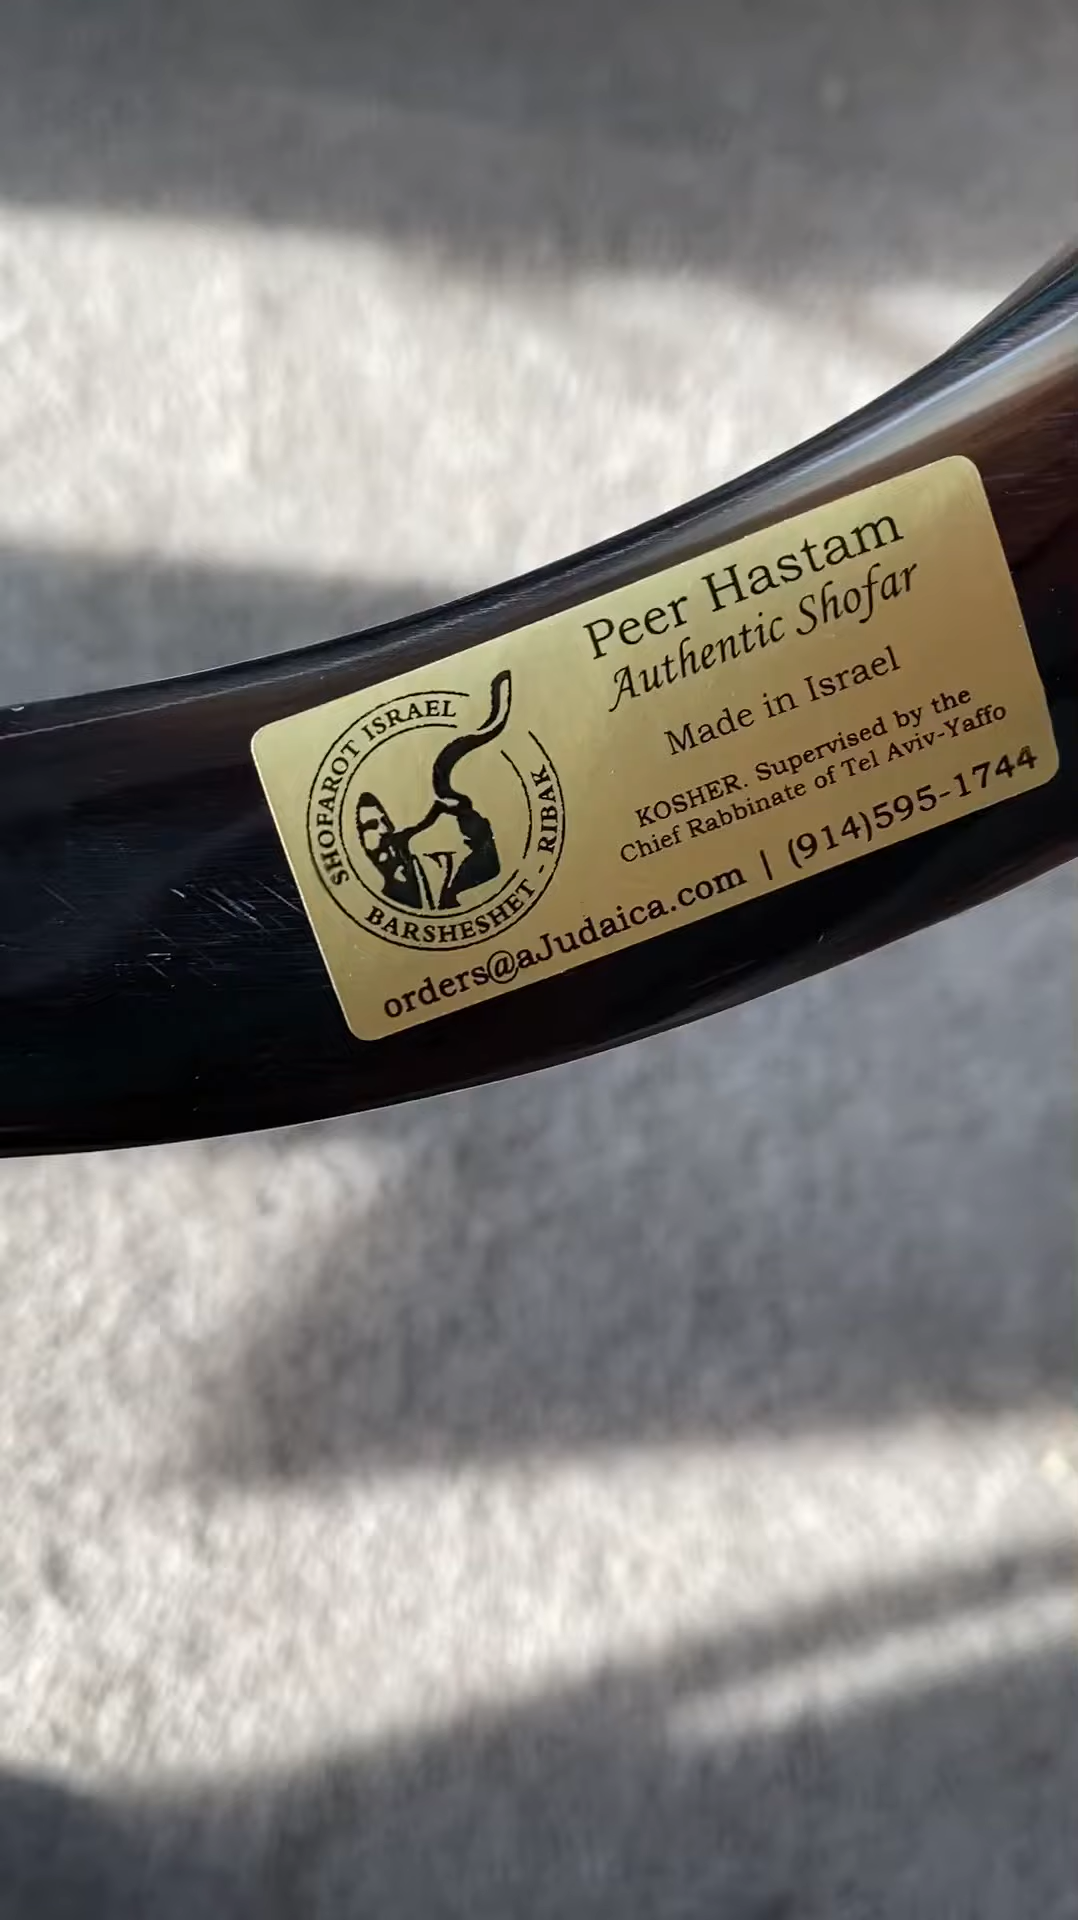 Peer Hastam
Authentic Shofar
Made in Israel
KOSHER. Supervised by the
Chief Rabbinate of Tel Aviv-Yaffo
orders@aJudaica.com | (914)595-1744
SHOFAROT ISRAEL
BARSHESHET - RIBAK